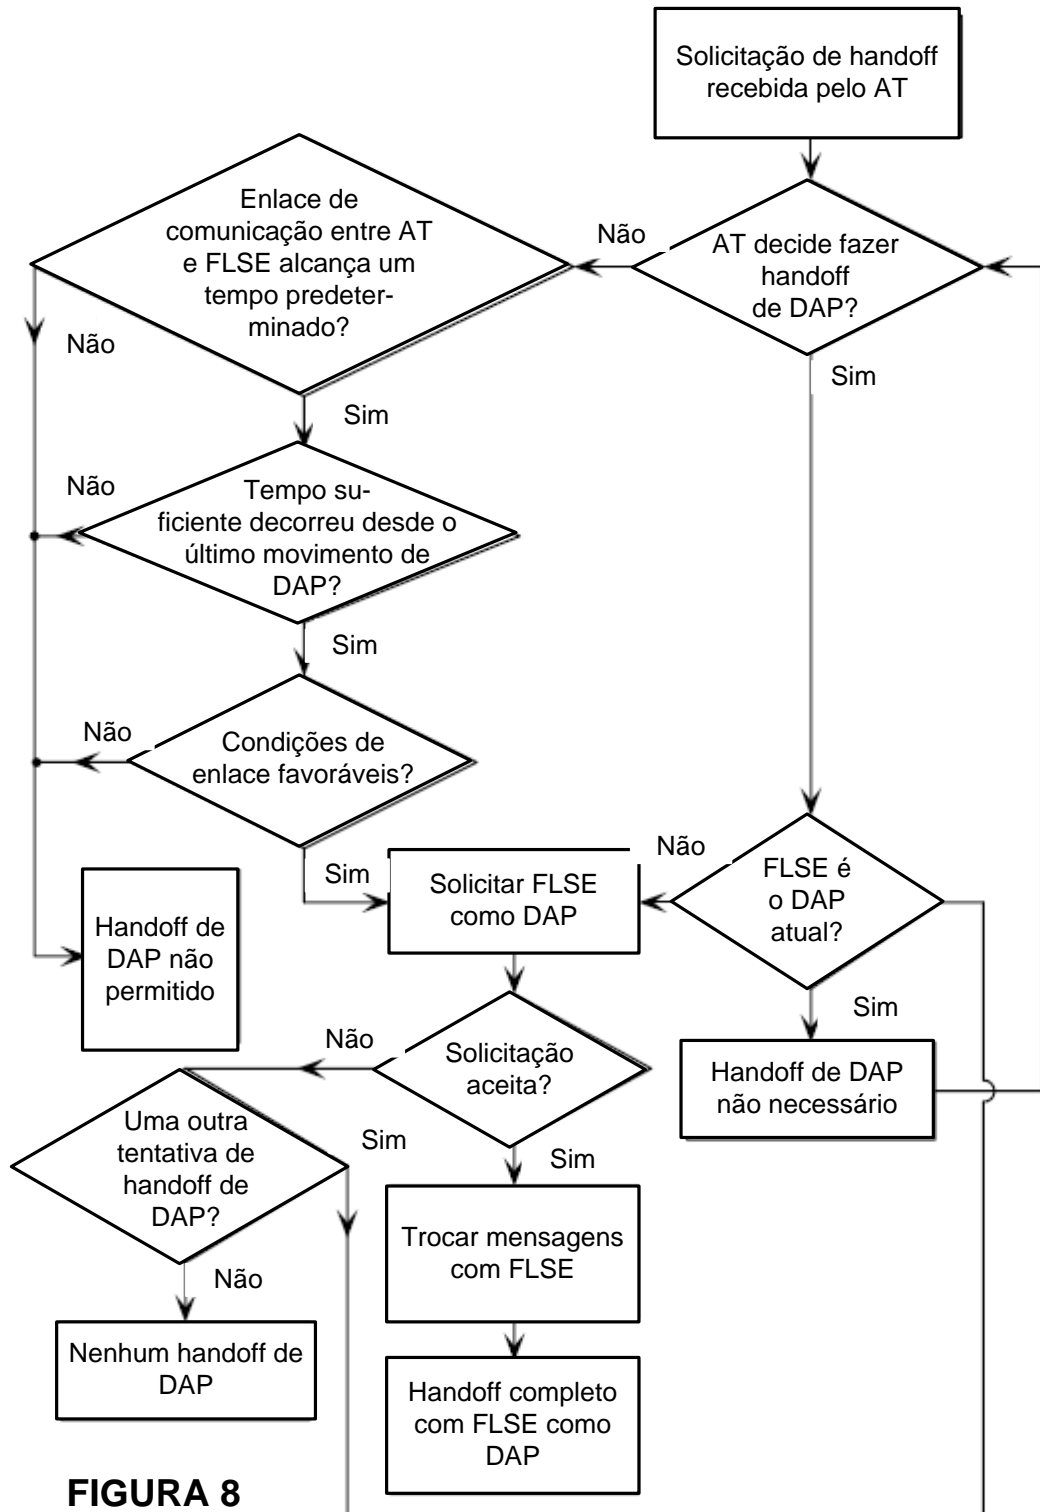 Solicitação de handoff
recebida pelo AT
Enlace de
comunicação entre AT
e FLSE alcança um
tempo predeter-
minado?
Não
AT decide fazer
handoff
de DAP?
Não
Sim
Sim
Não
Tempo su-
ficiente decorreu desde o
último movimento de
DAP?
Sim
Não
Condições de
enlace favoráveis?
Sim
Solicitar FLSE
como DAP
Não
FLSE é
o DAP
atual?
Handoff de
DAP não
permitido
Sim
Não
Solicitação
aceita?
Handoff de DAP
não necessário
Uma outra
tentativa de
handoff de
DAP?
Sim
Sim
Trocar mensagens
com FLSE
Não
Nenhum handoff de
DAP
Handoff completo
com FLSE como
DAP
FIGURA 8